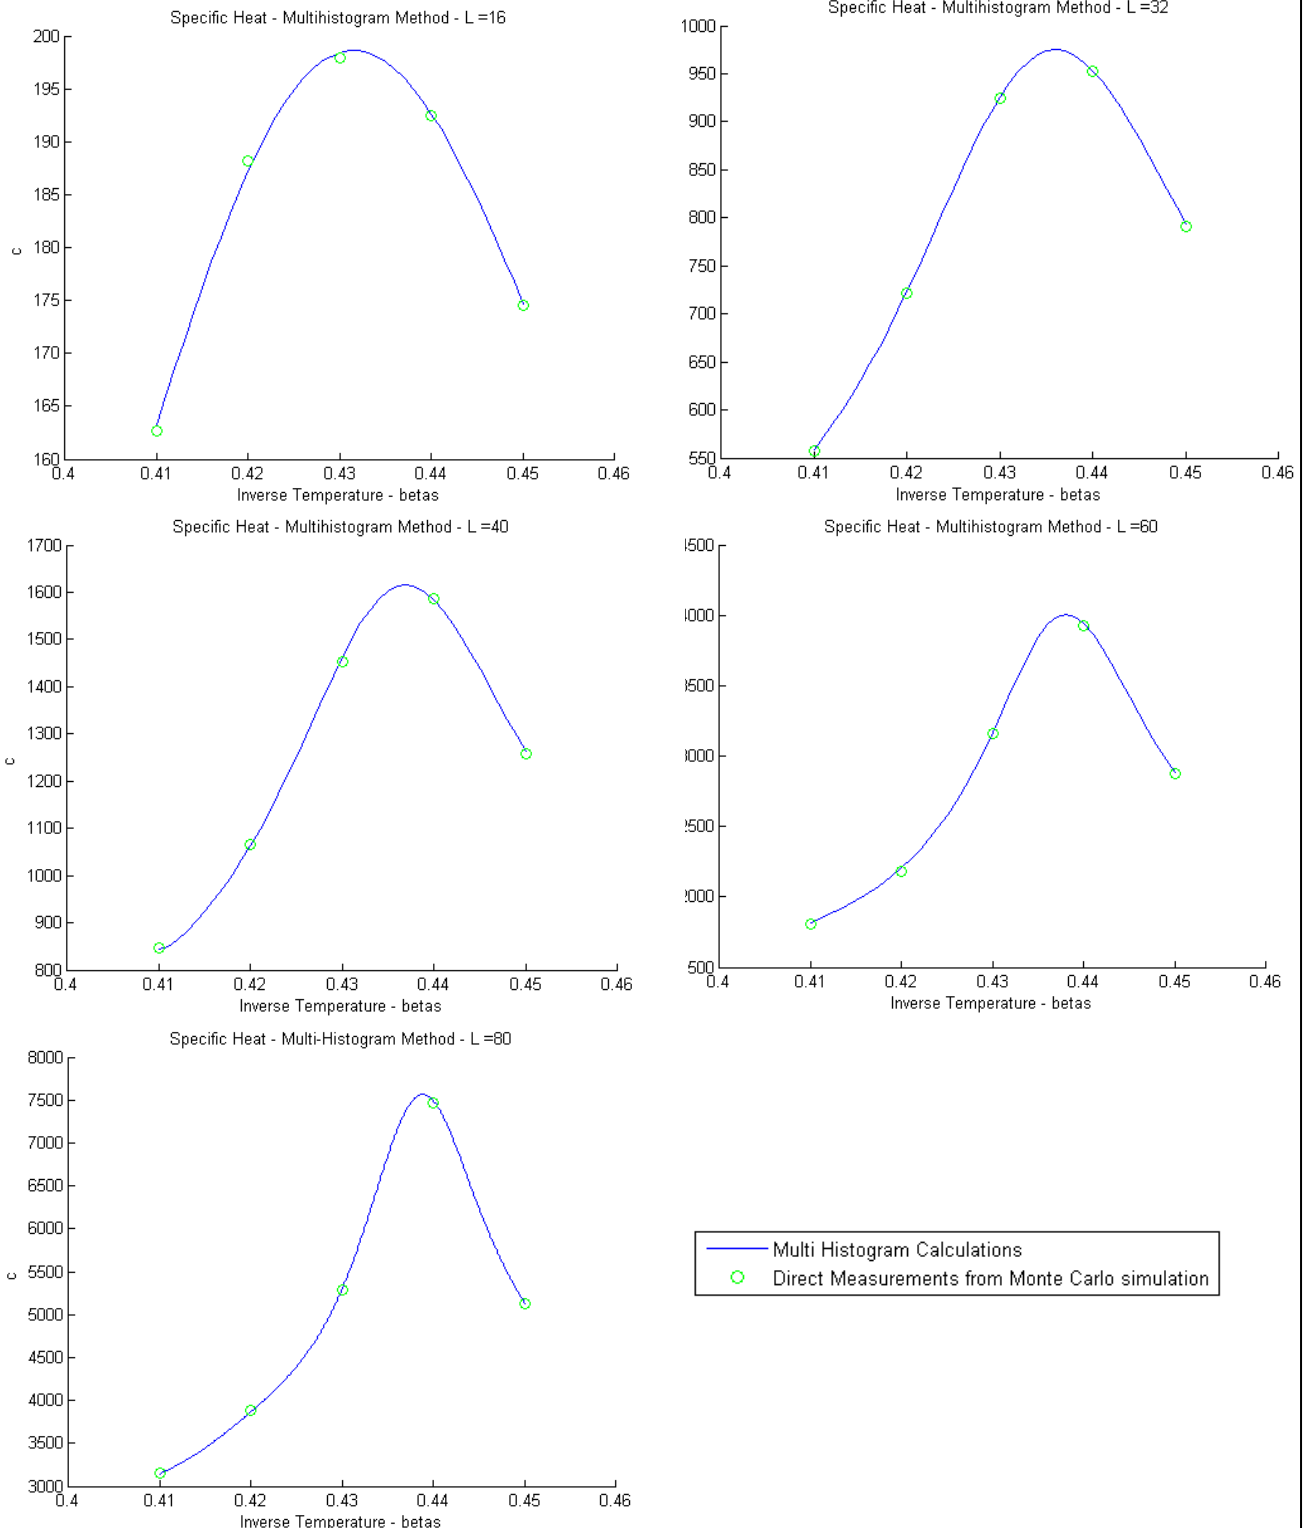 Specific Heat - Multihistogram Method - L =16
200
195
190
185
180
175
170
165
160
c
0.4 0.41 0.42 0.43 0.44 0.45 0.46
Inverse Temperature - betas
Specific Heat - Multihistogram Method - L =32
1000
950
900
850
800
750
700
650
600
550
0.4 0.41 0.42 0.43 0.44 0.45 0.46
Inverse Temperature - betas
Specific Heat - Multihistogram Method - L =40
1700
1600
1500
1400
1300
1200
1100
1000
900
800
c
0.4 0.41 0.42 0.43 0.44 0.45 0.46
Inverse Temperature - betas
Specific Heat - Multihistogram Method - L =60
500
000
500
000
500
000
500
0.4 0.41 0.42 0.43 0.44 0.45 0.46
Inverse Temperature - betas
Specific Heat - Multi-Histogram Method - L =80
8000
7500
7000
6500
6000
5500
5000
4500
4000
3500
3000
c
0.4 0.41 0.42 0.43 0.44 0.45 0.46
Inverse Temperature - betas
Multi Histogram Calculations
Direct Measurements from Monte Carlo simulation